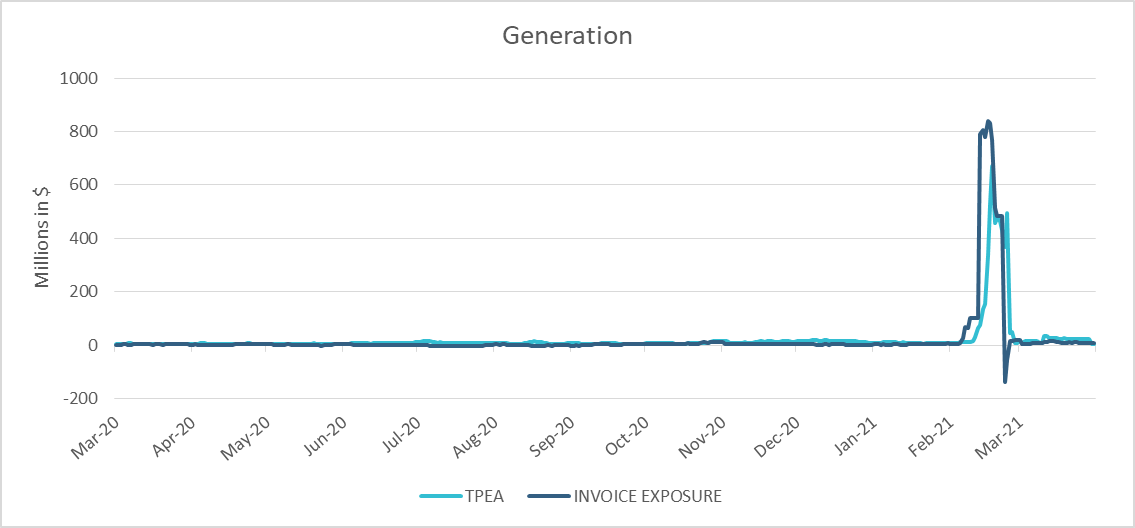 Generation
Millions in $
1000
800
600
400
200
0
-200
Mar-20
Apr-20
May-20
Jun-20
Jul-20
Aug-20
Sep-20
Oct-20
Nov-20
Dec-20
Jan-21
Feb-21
Mar-21
TPEA
INVOICE EXPOSURE